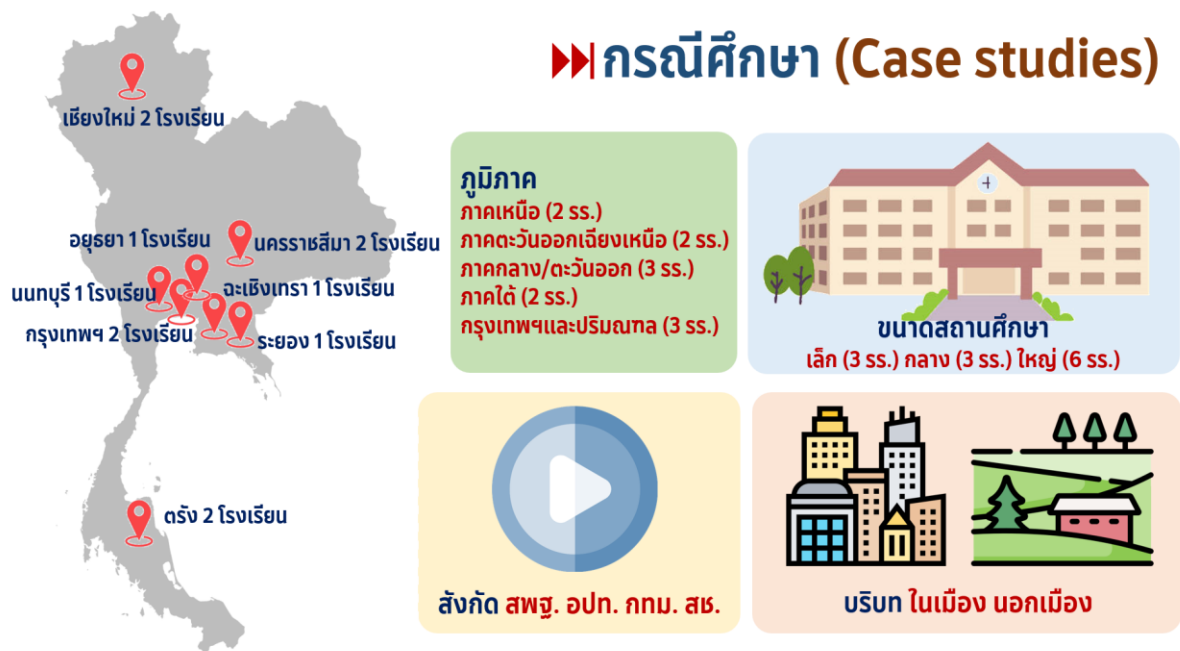 กรณีศึกษา (Case studies)
เชียงใหม่ 2 โรงเรียน
อยุธยา 1 โรงเรียน
นครราชสีมา 2 โรงเรียน
นนทบุรี 1 โรงเรียน
ฉะเชิงเทรา 1 โรงเรียน
กรุงเทพฯ 2 โรงเรียน
ระยอง 1 โรงเรียน
ตรัง 2 โรงเรียน
ภูมิภาค
ภาคเหนือ (2 รร.)
ภาคตะวันออกเฉียงเหนือ (2 รร.)
ภาคกลาง/ตะวันออก (3 รร.)
ภาคใต้ (2 รร.)
กรุงเทพฯและปริมณฑล (3 รร.)
ขนาดสถานศึกษา
เล็ก (3 รร.) กลาง (3 รร.) ใหญ่ (6 รร.)
สังกัด สพฐ. อปท. กทม. สช.
บริบท ในเมือง นอกเมือง